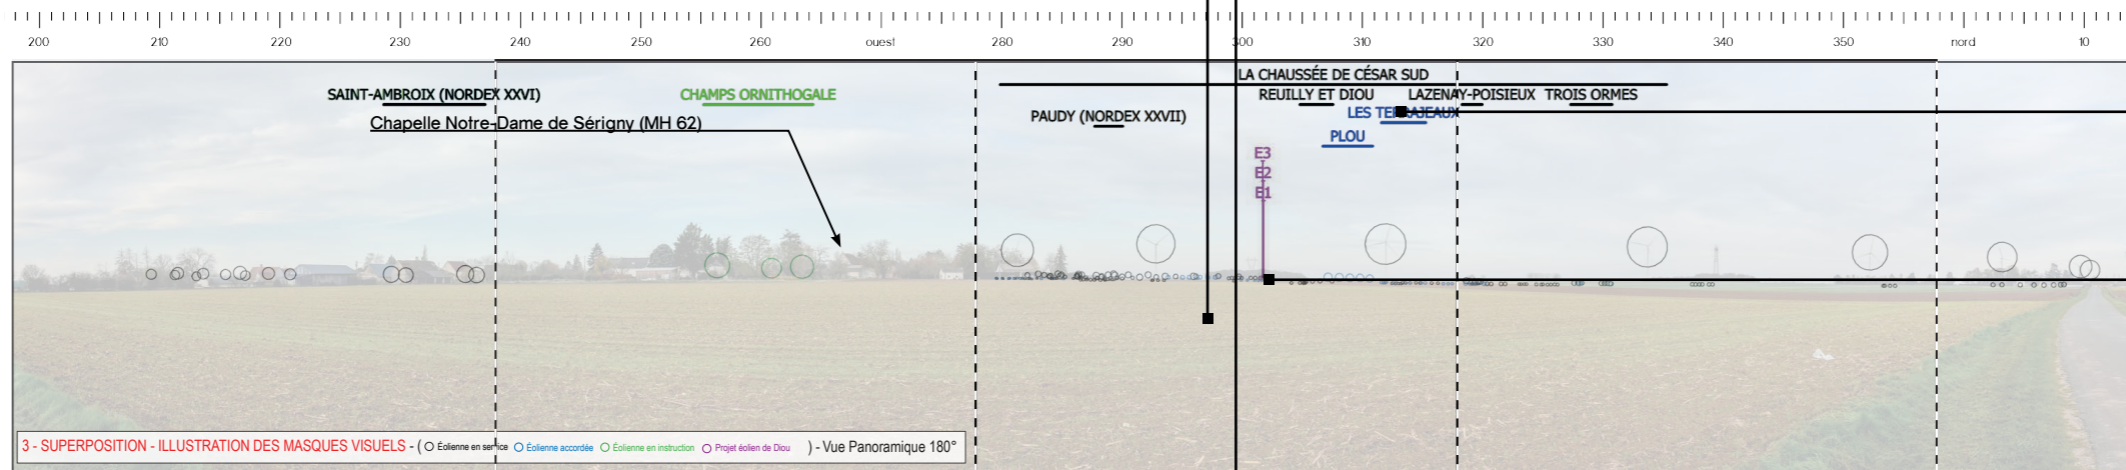 200 210 220 230 240 250 260 ouest 280 290 300 310 320 330 340 350 nord 10
LA CHAUSSÉE DE CÉSAR SUD
SAINT-AMBROIX (NORDEX XXVI) CHAMPS ORNITHOGALE REUILLY ET DIOU LAZENAY-POISIEUX TROIS ORMES
Chapelle Notre-Dame de Sérigny (MH 62) PAUDY (NORDEX XXVII) LES TERRAJEAUX
PLOU
E3
E2
E1
3 - SUPERPOSITION - ILLUSTRATION DES MASQUES VISUELS - ( Éolienne en service Éolienne accordée Éolienne en instruction Projet éolien de Diou ) - Vue Panoramique 180°